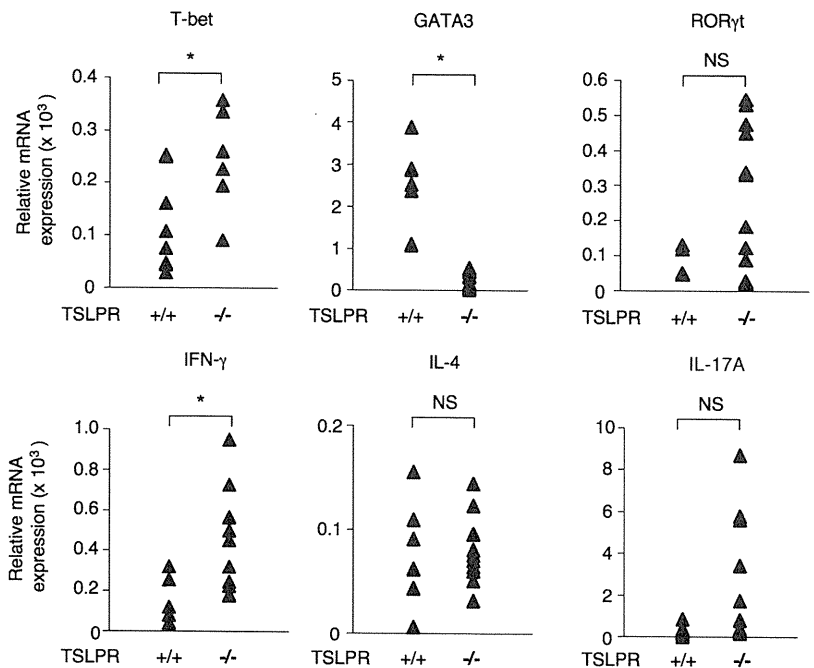 T-bet
GATA3
RORγt
*
*
NS
Relative mRNA
expression (x 10³)
0.4
0.3
0.2
0.1
0
5
4
3
2
1
0
0.6
0.5
0.4
0.3
0.2
0.1
0
TSLPR +/+ -/-
TSLPR +/+ -/-
TSLPR +/+ -/-
IFN-γ
IL-4
IL-17A
*
NS
NS
Relative mRNA
expression (x 10³)
1.0
0.8
0.6
0.4
0.2
0
0.2
0.1
0
10
8
6
4
2
0
TSLPR +/+ -/-
TSLPR +/+ -/-
TSLPR +/+ -/-